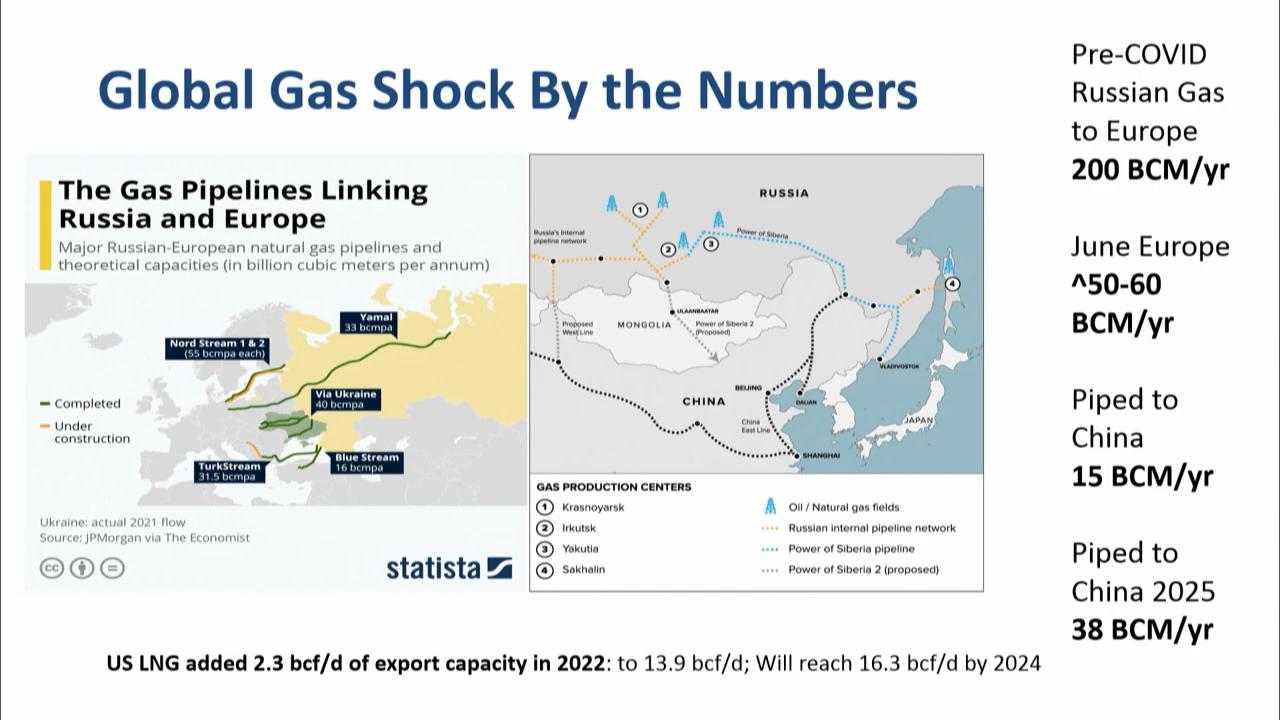 Global Gas Shock By the Numbers
The Gas Pipelines Linking
Russia and Europe
Major Russian-European natural gas pipelines and
theoretical capacities (in billion cubic meters per annum)
Yamal
33 bcmpa
Nord Stream 1 & 2
(55 bcmpa each)
Via Ukraine
40 bcmpa
Completed
Under
construction
TurkStream
31.5 bcmpa
Blue Stream
16 bcmpa
Ukraine: actual 2021 flow
Source: JPMorgan via The Economist
cc
statista
RUSSIA
1
2
3
4
Russia's Internal
pipeline network
Power of Siberia
ULAANBAATAR
MONGOLIA
Proposed
West Line
Power of Siberia 2
(Proposed)
VLADIVOSTOK
BEIJING
DALIAN
CHINA
JAPAN
China
East Line
SHANGHAI
GAS PRODUCTION CENTERS
1 Krasnoyarsk
2 Irkutsk
3 Yakutia
4 Sakhalin
Oil / Natural gas fields
Russian internal pipeline network
Power of Siberia pipeline
Power of Siberia 2 (proposed)
Pre-COVID
Russian Gas
to Europe
200 BCM/yr
June Europe
^50-60
BCM/yr
Piped to
China
15 BCM/yr
Piped to
China 2025
38 BCM/yr
US LNG added 2.3 bcf/d of export capacity in 2022: to 13.9 bcf/d; Will reach 16.3 bcf/d by 2024